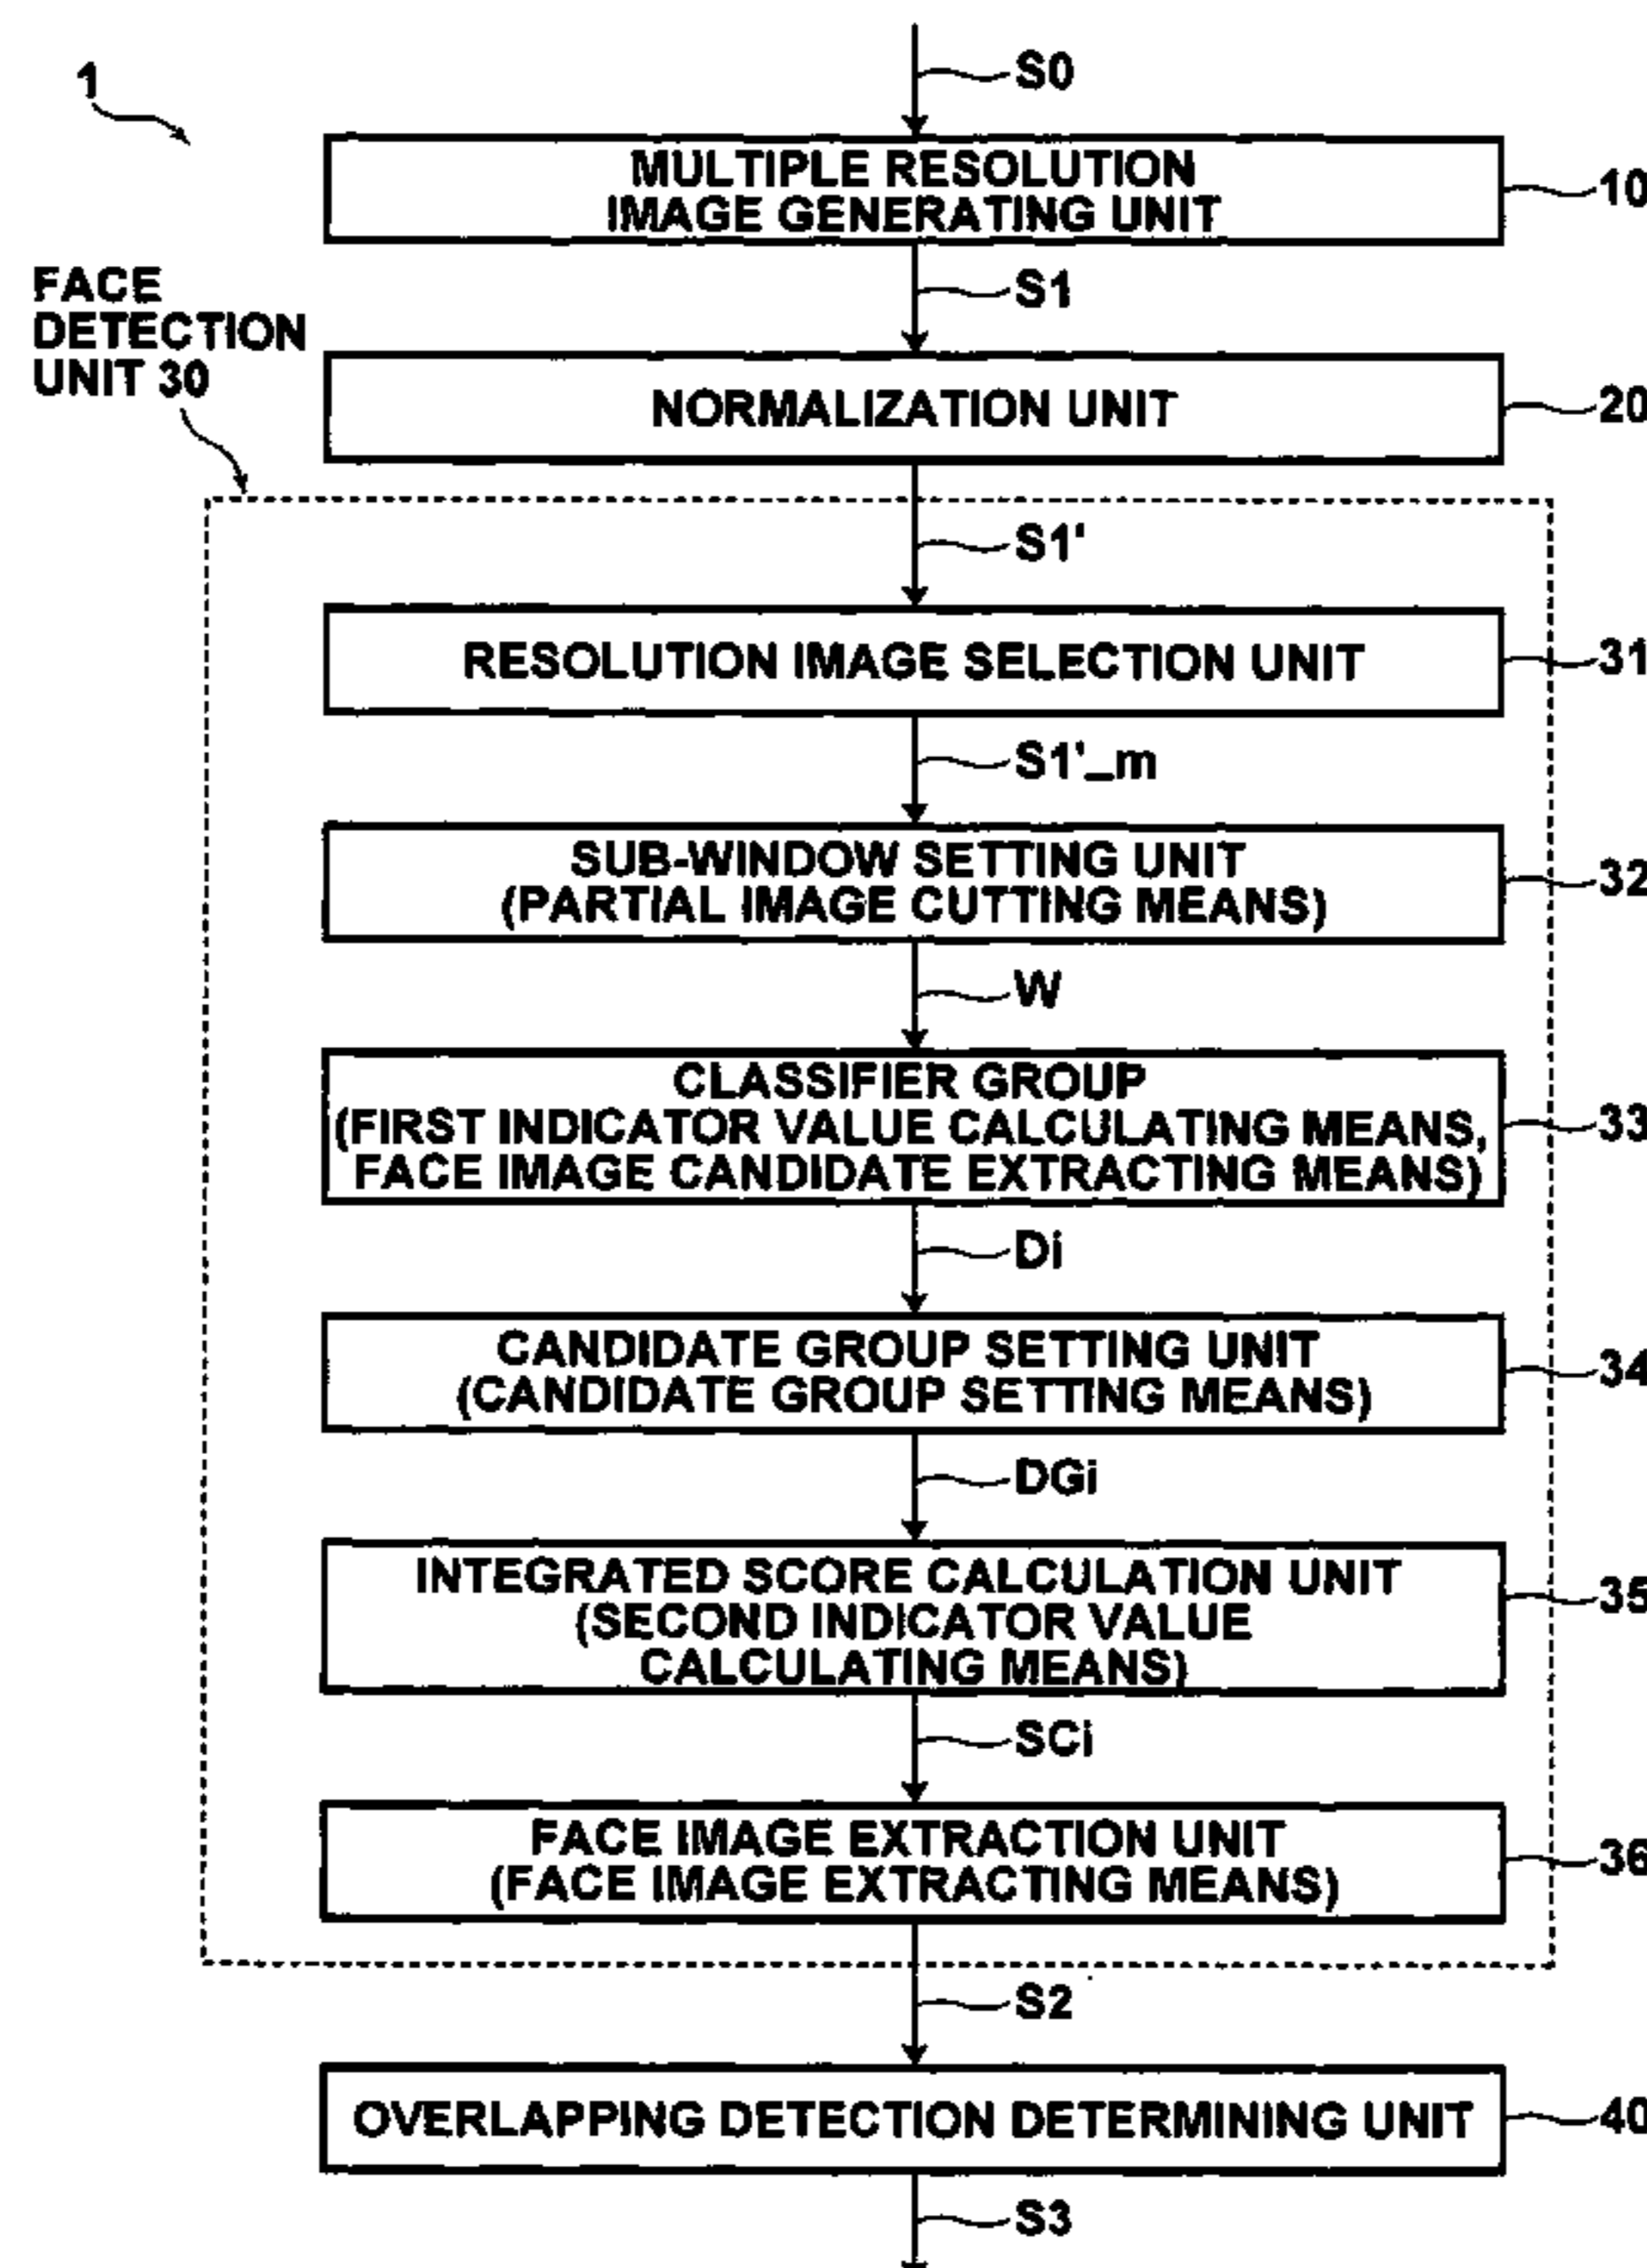 1
S0
MULTIPLE RESOLUTION
IMAGE GENERATING UNIT
10
S1
FACE
DETECTION
UNIT 30
NORMALIZATION UNIT
20
S1'
RESOLUTION IMAGE SELECTION UNIT
31
S1'_m
SUB-WINDOW SETTING UNIT
(PARTIAL IMAGE CUTTING MEANS)
32
W
CLASSIFIER GROUP
(FIRST INDICATOR VALUE CALCULATING MEANS,
FACE IMAGE CANDIDATE EXTRACTING MEANS)
33
Di
CANDIDATE GROUP SETTING UNIT
(CANDIDATE GROUP SETTING MEANS)
34
DGi
INTEGRATED SCORE CALCULATION UNIT
(SECOND INDICATOR VALUE
CALCULATING MEANS)
35
SCi
FACE IMAGE EXTRACTION UNIT
(FACE IMAGE EXTRACTING MEANS)
36
S2
OVERLAPPING DETECTION DETERMINING UNIT
40
S3